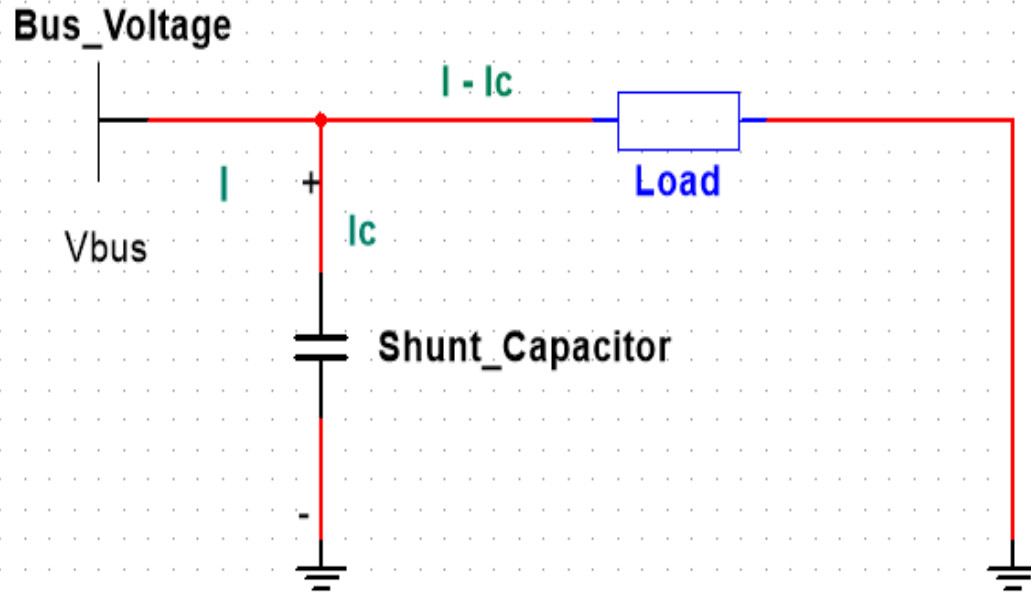 Bus_Voltage
I - Ic
I
+
Load
Ic
Vbus
Shunt_Capacitor
-